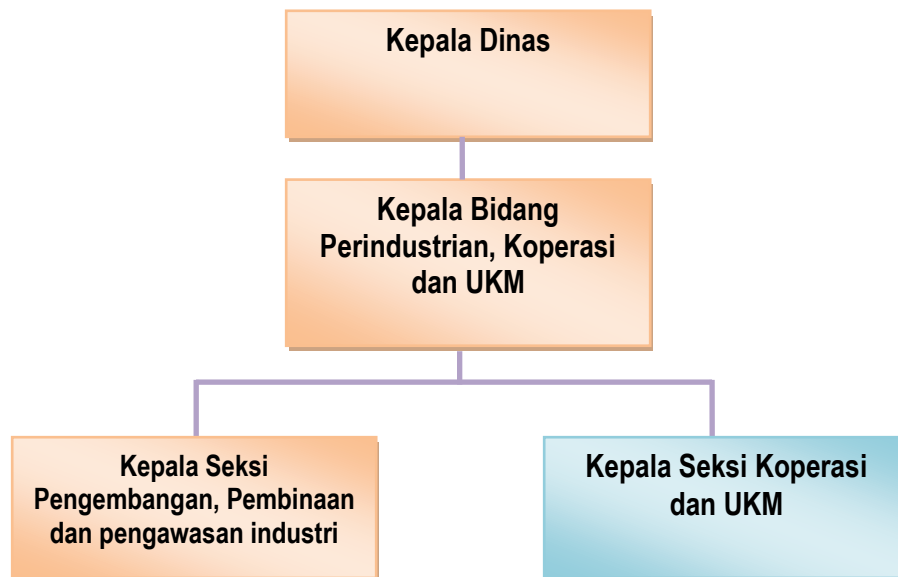 Kepala Dinas
Kepala Bidang
Perindustrian, Koperasi
dan UKM
Kepala Seksi
Pengembangan, Pembinaan
dan pengawasan industri
Kepala Seksi Koperasi
dan UKM